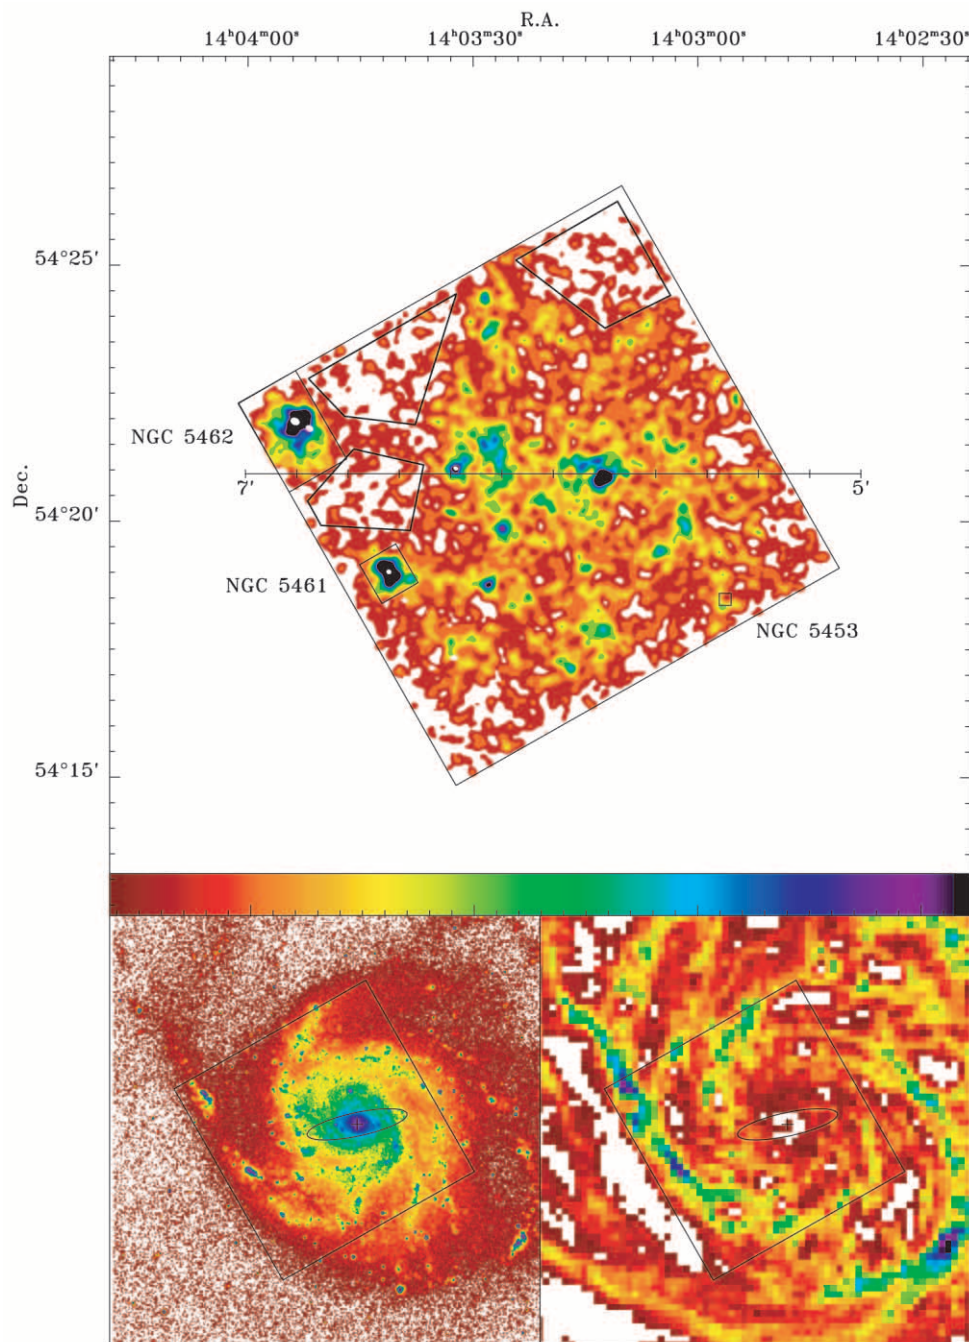 R.A.
14ʰ04ᵐ00ˢ 14ʰ03ᵐ30ˢ 14ʰ03ᵐ00ˢ 14ʰ02ᵐ30ˢ
54°25'
NGC 5462
7' 5'
Dec.
54°20'
NGC 5461
NGC 5453
54°15'